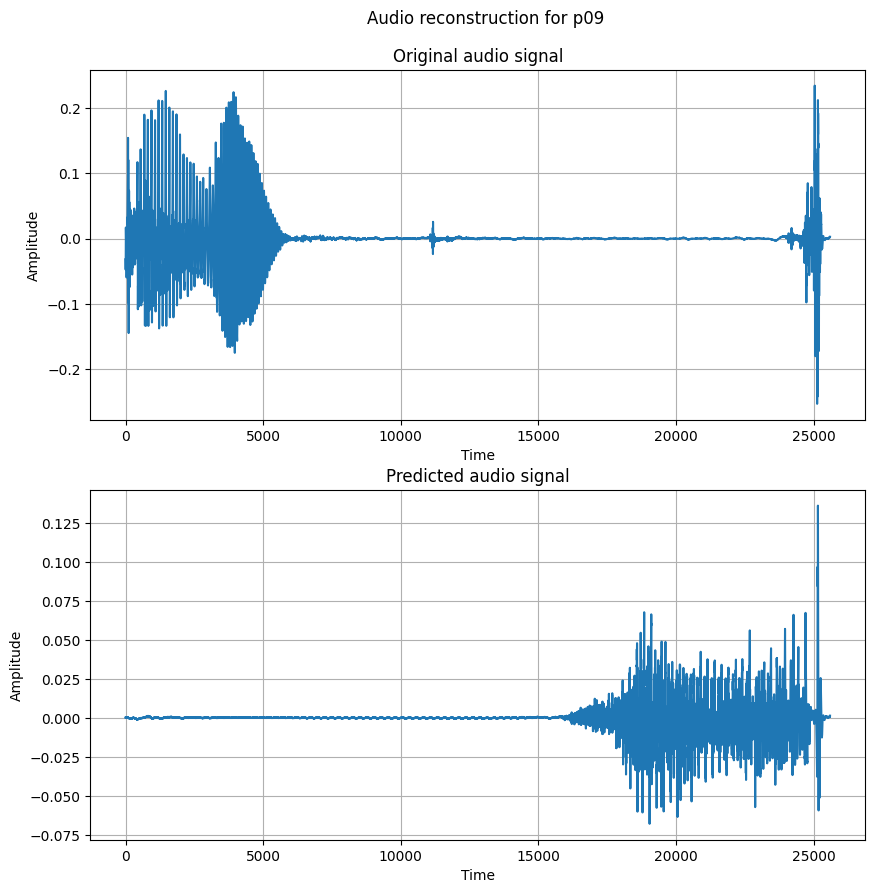 Audio reconstruction for p09
Original audio signal
0.2
0.1
0.0
−0.1
−0.2
Amplitude
0 5000 10000 15000 20000 25000
Time
Predicted audio signal
0.125
0.100
0.075
0.050
0.025
0.000
−0.025
−0.050
−0.075
Amplitude
0 5000 10000 15000 20000 25000
Time